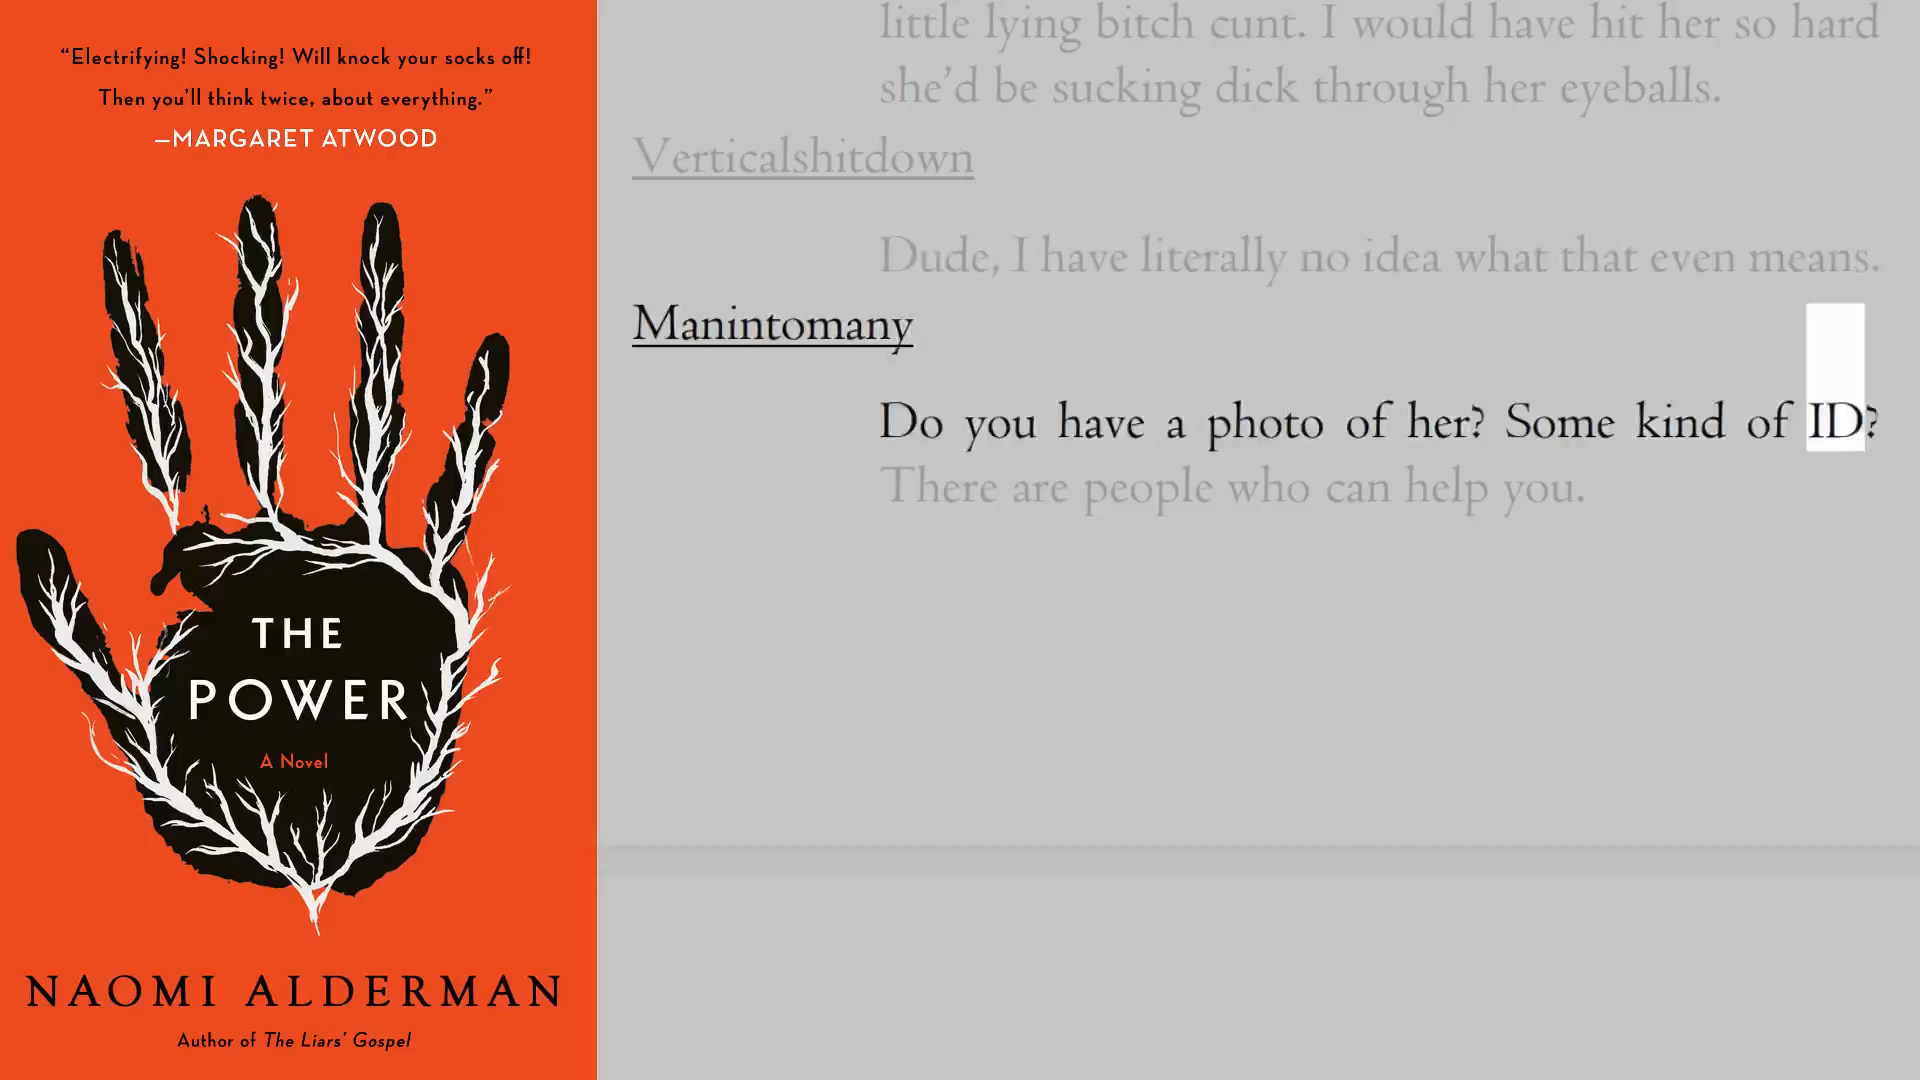 “Electrifying! Shocking! Will knock your socks off!
Then you’ll think twice, about everything.”
—MARGARET ATWOOD
THE
POWER
A Novel
NAOMI ALDERMAN
Author of The Liars’ Gospel
little lying bitch cunt. I would have hit her so hard
she’d be sucking dick through her eyeballs.
Verticalshitdown
Dude, I have literally no idea what that even means.
Manintomany
Do you have a photo of her? Some kind of ID?
There are people who can help you.